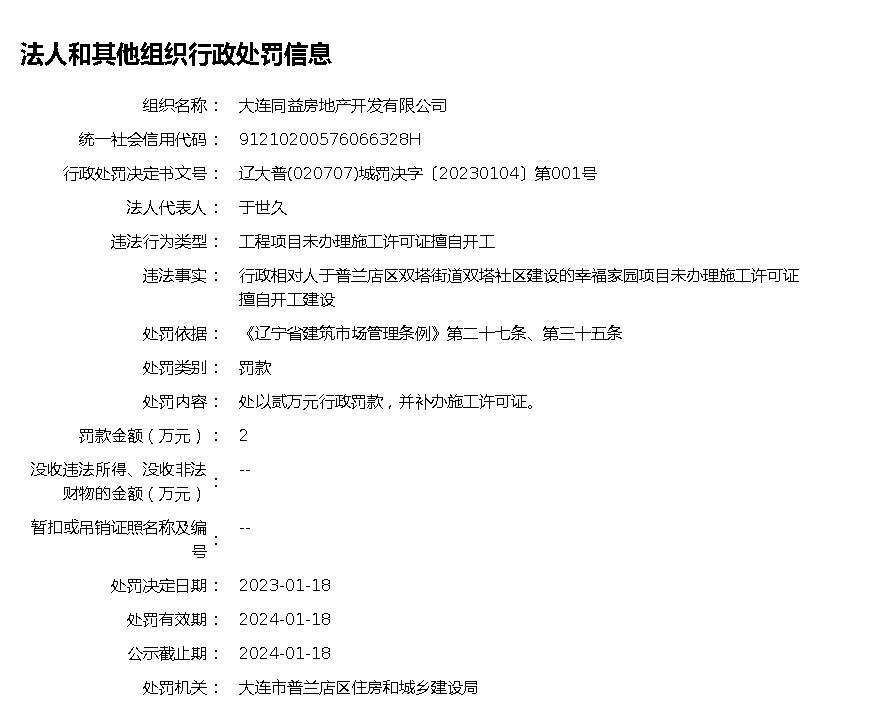 法人和其他组织行政处罚信息
组织名称： 大连同益房地产开发有限公司
统一社会信用代码： 91210200576066328H
行政处罚决定书文号： 辽大普(020707)城罚决字〔20230104〕第001号
法人代表人： 于世久
违法行为类型： 工程项目未办理施工许可证擅自开工
违法事实： 行政相对人于普兰店区双塔街道双塔社区建设的幸福家园项目未办理施工许可证
擅自开工建设
处罚依据： 《辽宁省建筑市场管理条例》第二十七条、第三十五条
处罚类别： 罚款
处罚内容： 处以贰万元行政罚款，并补办施工许可证。
罚款金额（万元）： 2
没收违法所得、没收非法
财物的金额（万元）： --
暂扣或吊销证照名称及编
号： --
处罚决定日期： 2023-01-18
处罚有效期： 2024-01-18
公示截止期： 2024-01-18
处罚机关： 大连市普兰店区住房和城乡建设局